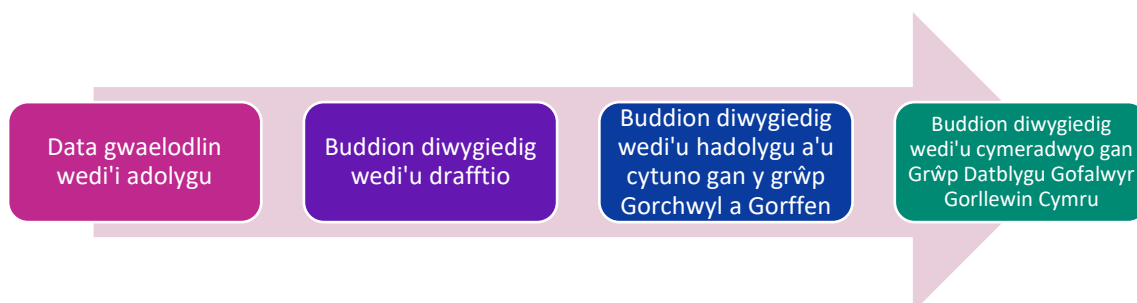 Data gwaelodlin
wedi'i adolygu
Buddion diwygiedig
wedi'u drafftio
Buddion diwygiedig
wedi'u hadolygu a'u
cytuno gan y grŵp
Gorchwyl a Gorffen
Buddion diwygiedig
wedi'u cymeradwyo gan
Grŵp Datblygu Gofalwyr
Gorllewin Cymru